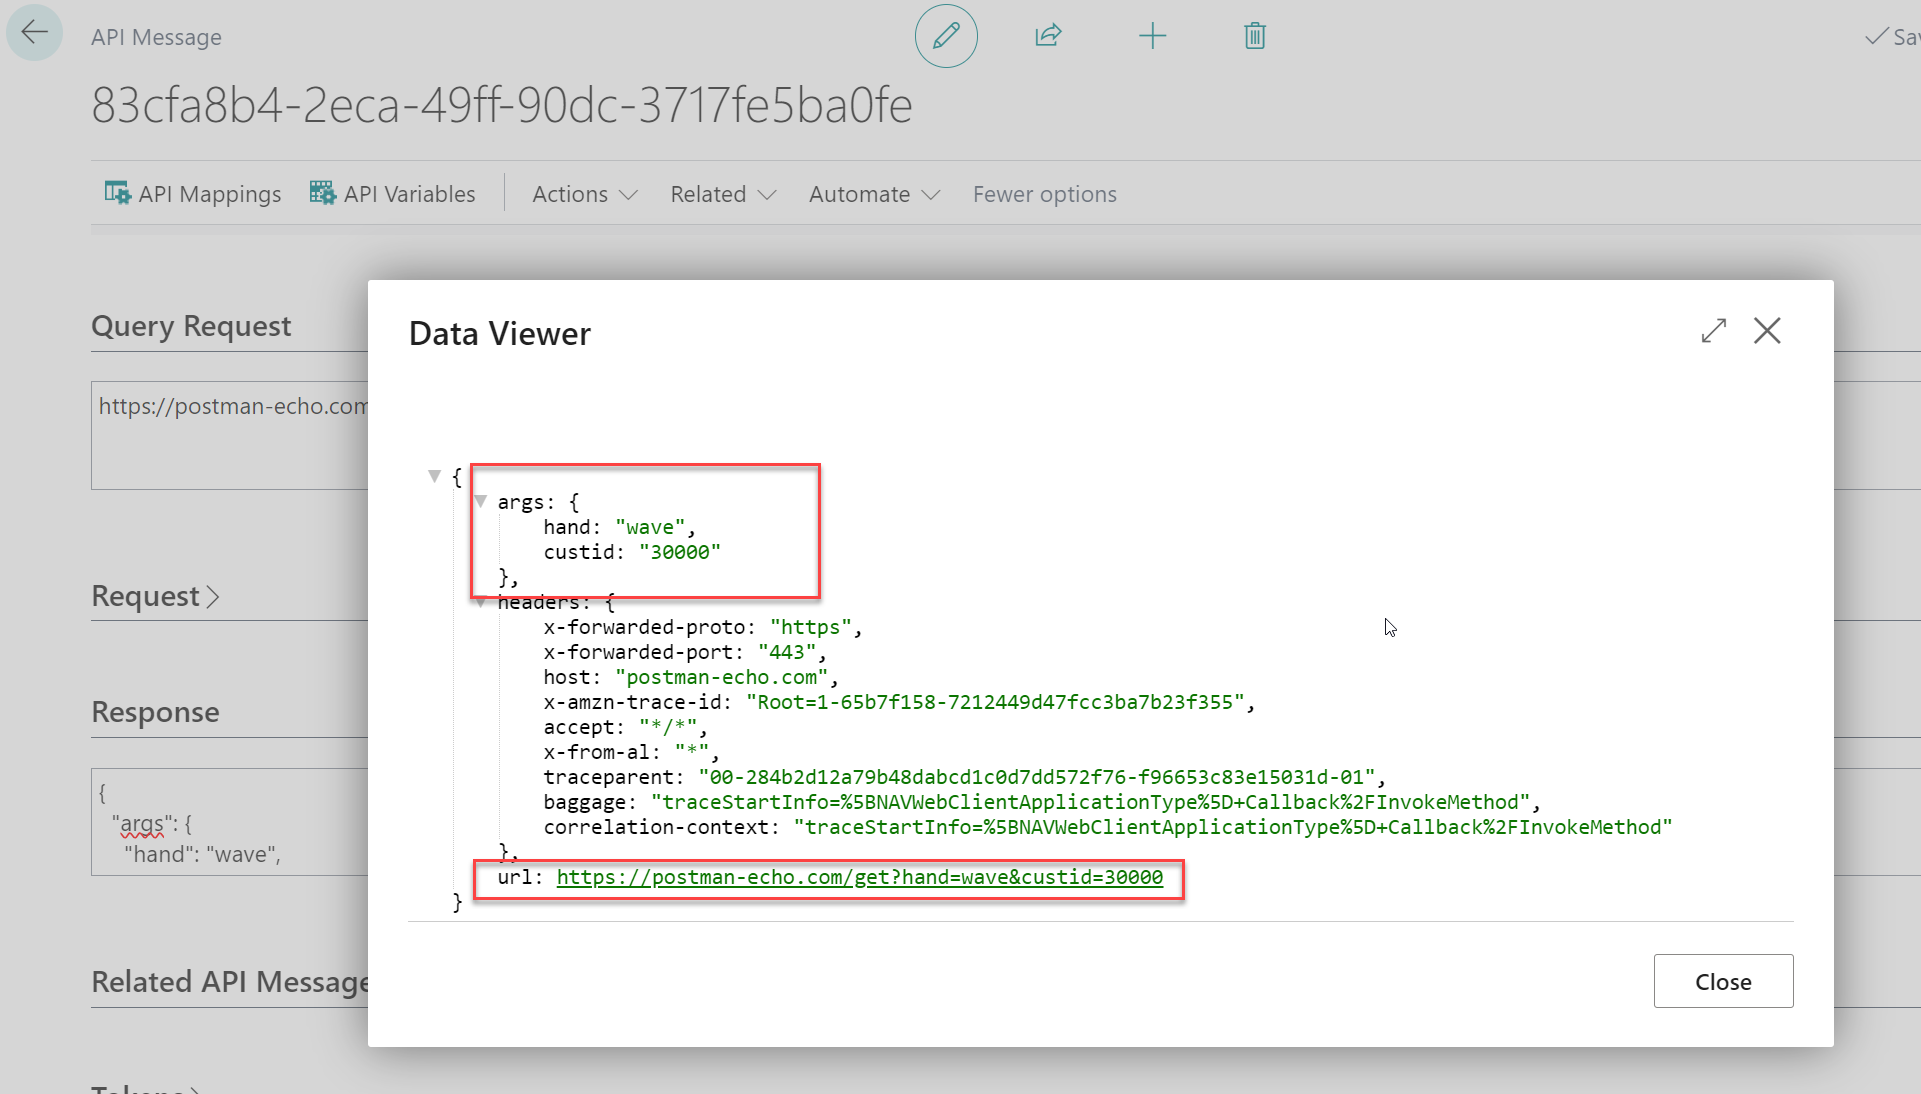 API Message
83cfa8b4-2eca-49ff-90dc-3717fe5ba0fe
API Mappings API Variables Actions Related Automate Fewer options
Query Request
https://postman-echo.com
Request
Response
{
"args": {
"hand": "wave",
Related API Message
Data Viewer
{
args: {
hand: "wave",
custid: "30000"
},
headers: {
x-forwarded-proto: "https",
x-forwarded-port: "443",
host: "postman-echo.com",
x-amzn-trace-id: "Root=1-65b7f158-7212449d47fcc3ba7b23f355",
accept: "*/*",
x-from-al: "*",
traceparent: "00-284b2d12a79b48dabcd1c0d7dd572f76-f96653c83e15031d-01",
baggage: "traceStartInfo=%5BNAVWebClientApplicationType%5D+Callback%2FInvokeMethod",
correlation-context: "traceStartInfo=%5BNAVWebClientApplicationType%5D+Callback%2FInvokeMethod"
},
url: https://postman-echo.com/get?hand=wave&custid=30000
}
Close